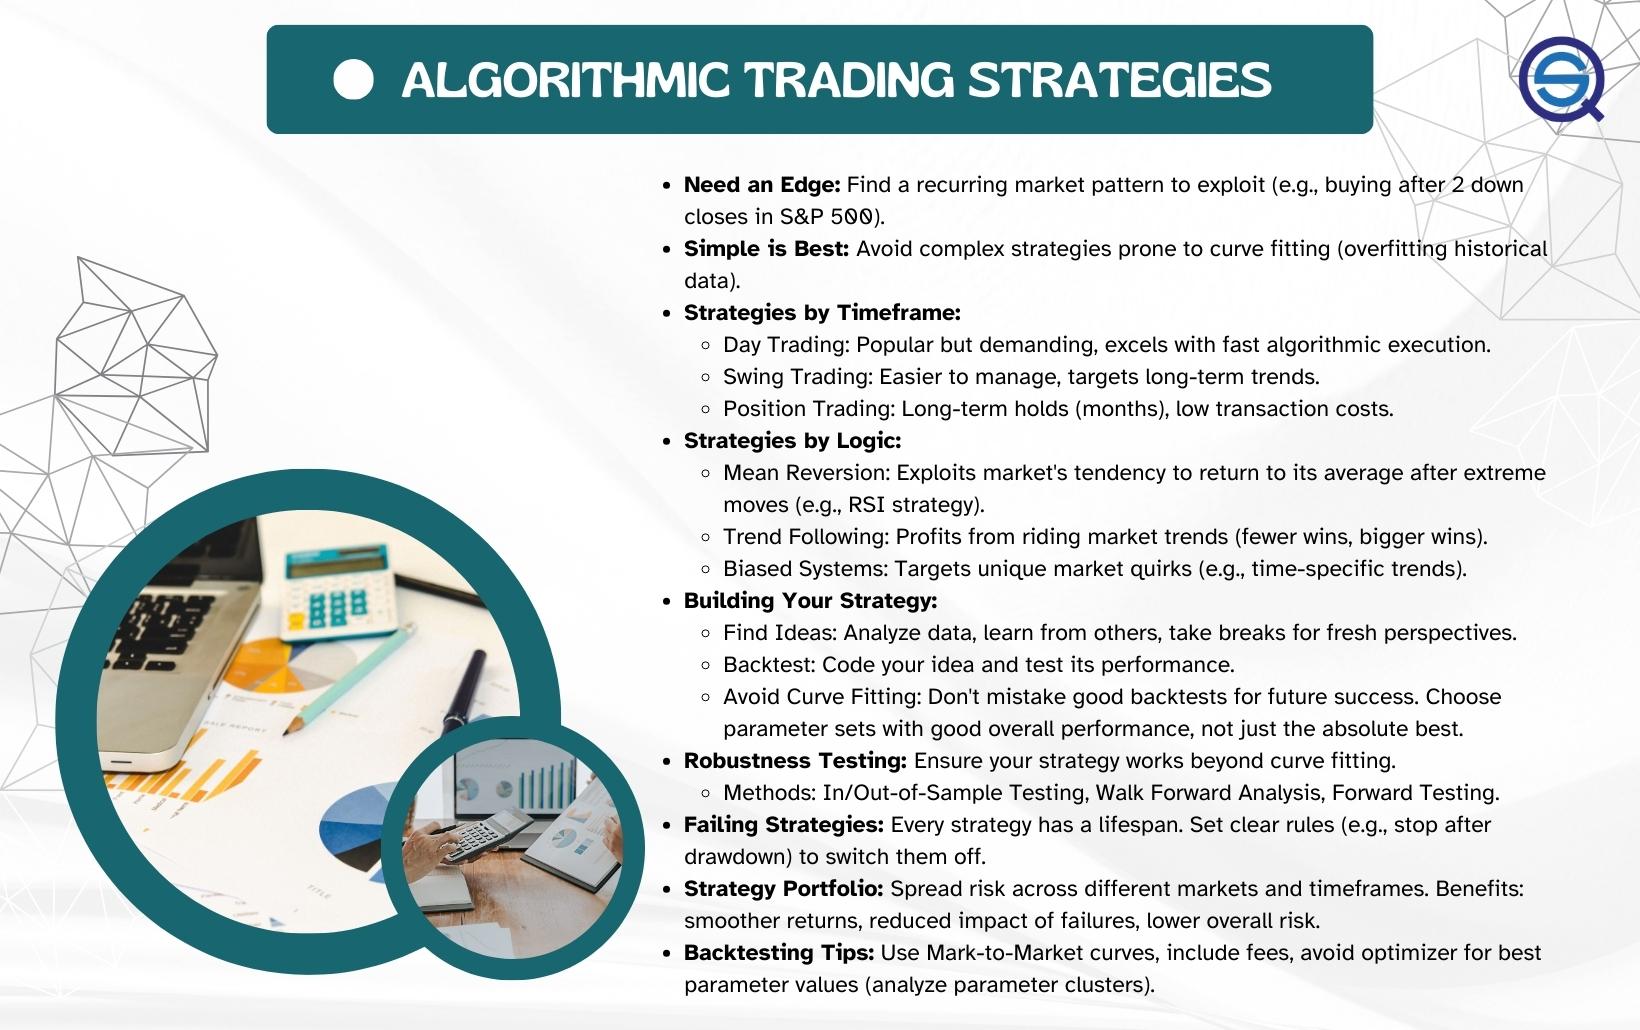 ALGORITHMIC TRADING STRATEGIES
• Need an Edge: Find a recurring market pattern to exploit (e.g., buying after 2 down
closes in S&P 500).
• Simple is Best: Avoid complex strategies prone to curve fitting (overfitting historical
data).
• Strategies by Timeframe:
◦ Day Trading: Popular but demanding, excels with fast algorithmic execution.
◦ Swing Trading: Easier to manage, targets long-term trends.
◦ Position Trading: Long-term holds (months), low transaction costs.
• Strategies by Logic:
◦ Mean Reversion: Exploits market's tendency to return to its average after extreme
moves (e.g., RSI strategy).
◦ Trend Following: Profits from riding market trends (fewer wins, bigger wins).
◦ Biased Systems: Targets unique market quirks (e.g., time-specific trends).
• Building Your Strategy:
◦ Find Ideas: Analyze data, learn from others, take breaks for fresh perspectives.
◦ Backtest: Code your idea and test its performance.
◦ Avoid Curve Fitting: Don't mistake good backtests for future success. Choose
parameter sets with good overall performance, not just the absolute best.
• Robustness Testing: Ensure your strategy works beyond curve fitting.
◦ Methods: In/Out-of-Sample Testing, Walk Forward Analysis, Forward Testing.
• Failing Strategies: Every strategy has a lifespan. Set clear rules (e.g., stop after
drawdown) to switch them off.
• Strategy Portfolio: Spread risk across different markets and timeframes. Benefits:
smoother returns, reduced impact of failures, lower overall risk.
• Backtesting Tips: Use Mark-to-Market curves, include fees, avoid optimizer for best
parameter values (analyze parameter clusters).
SALE REPORT
TITLE